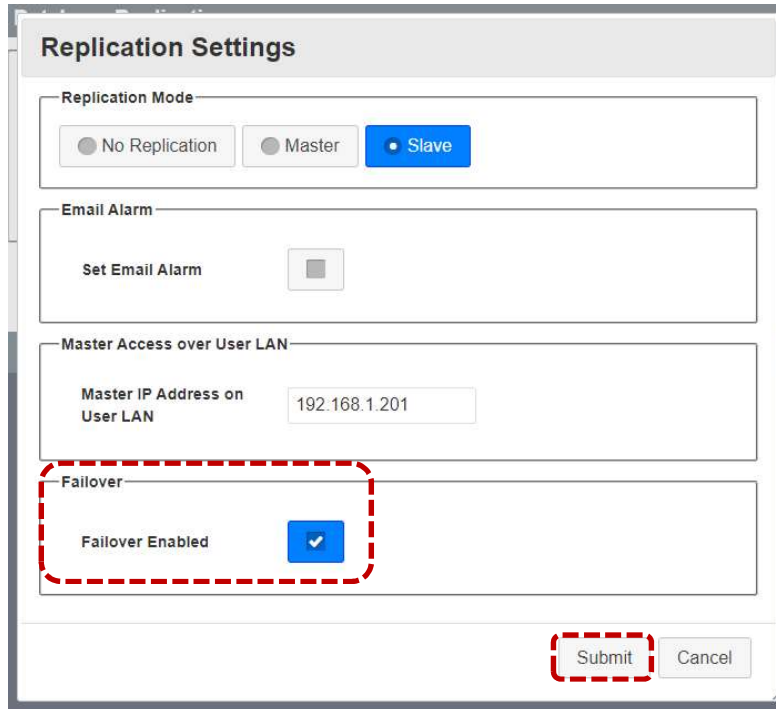 Replication Settings
Replication Mode
No Replication
Master
Slave
Email Alarm
Set Email Alarm
Master Access over User LAN
Master IP Address on
User LAN
192.168.1.201
Failover
Failover Enabled
Submit
Cancel